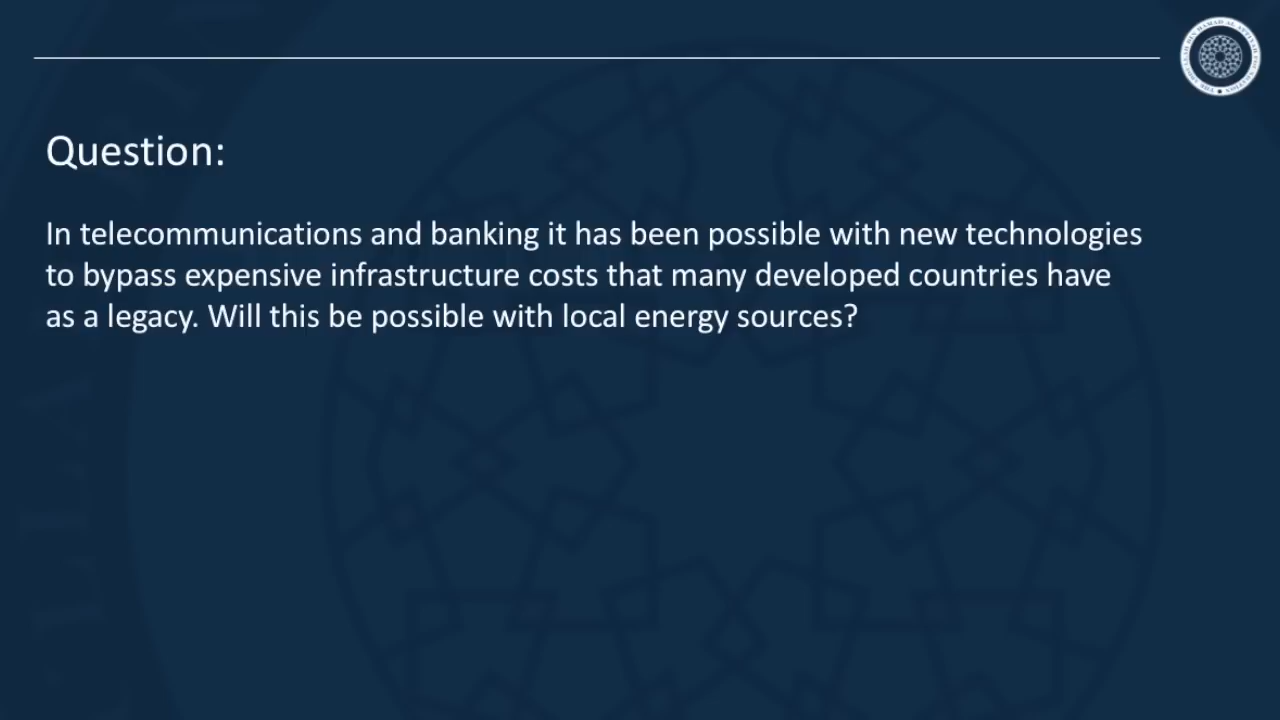 Question:
In telecommunications and banking it has been possible with new technologies
to bypass expensive infrastructure costs that many developed countries have
as a legacy. Will this be possible with local energy sources?